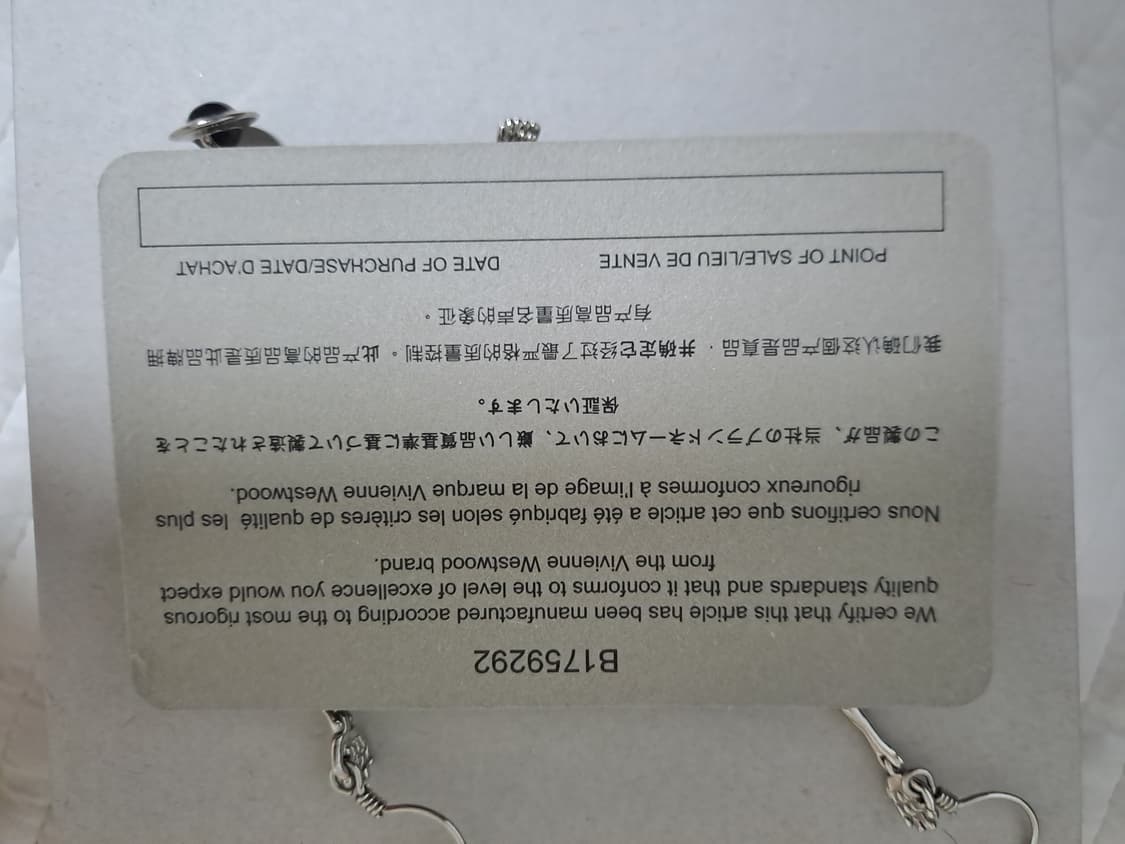 B1759292
We certify that this article has been manufactured according to the most rigorous
quality standards and that it conforms to the level of excellence you would expect
from the Vivienne Westwood brand.
Nous certifions que cet article a été fabriqué selon les critères de qualité les plus
rigoureux conformes à l'image de la marque Vivienne Westwood.
この製品が、当社のブランドネームにおいて、厳しい品質基準に基づいて製造されたことを
保証いたします。
我们确认这個产品是真品．并确定它经过了最严格的质量控制。此产品的高品质是此品牌拥
有产品高质量名声的象征。
POINT OF SALE/LIEU DE VENTE DATE OF PURCHASE/DATE D'ACHAT